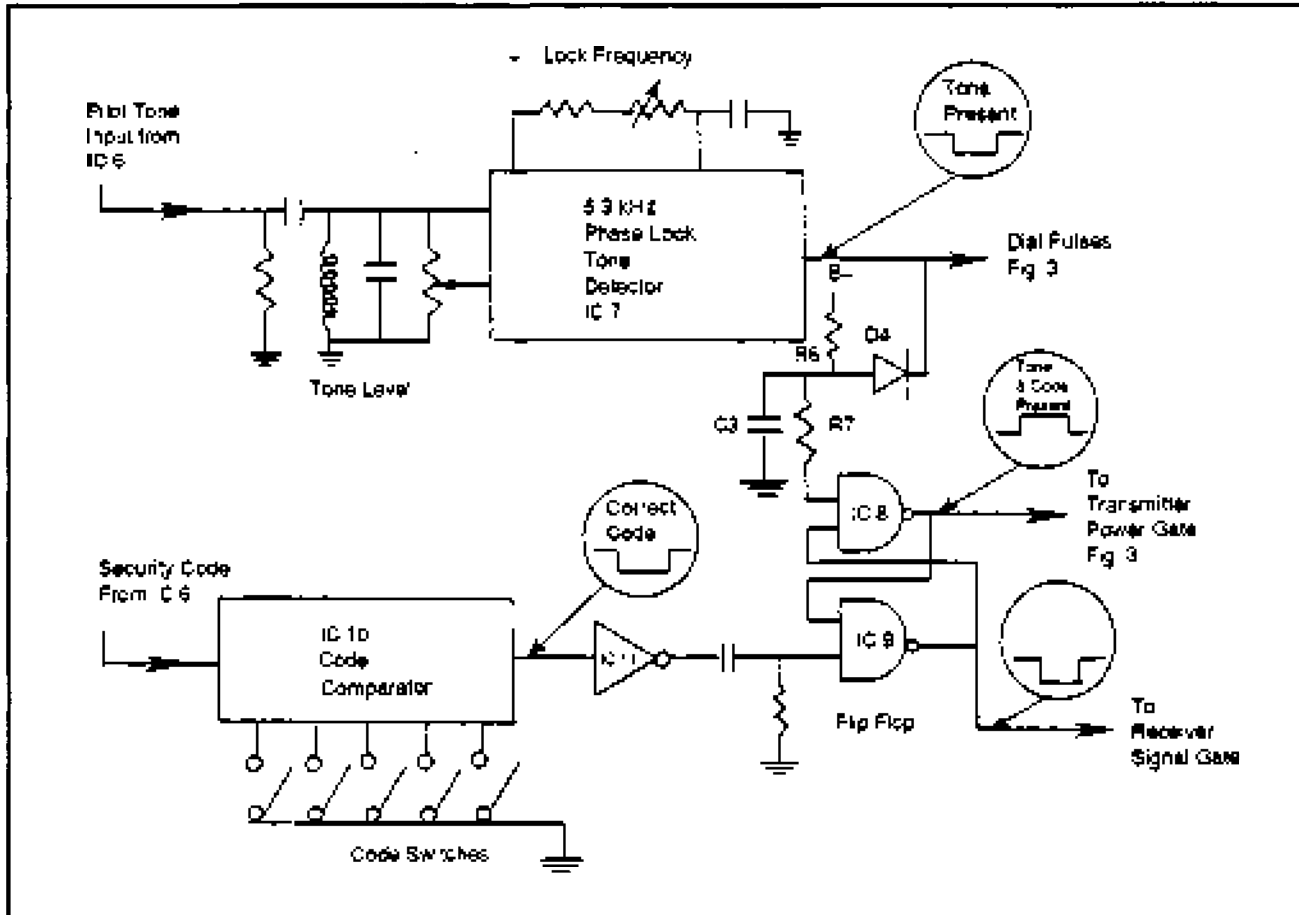 Lock Frequency
Pilot Tone
Input from
IC 6
Tone
Present
Phase Lock
Tone
Detector
IC 7
Dial Pulses
Fig. 3
R6
D4
Tone Level
Tone
& Code
Present
C3
R7
IC 8
To
Transmitter
Power Gate
Fig. 3
Correct
Code
Security Code
From IC 6
IC 10
Code
Comparator
IC 11
IC 9
Flip Flop
To
Receiver
Signal Gate
Code Switches